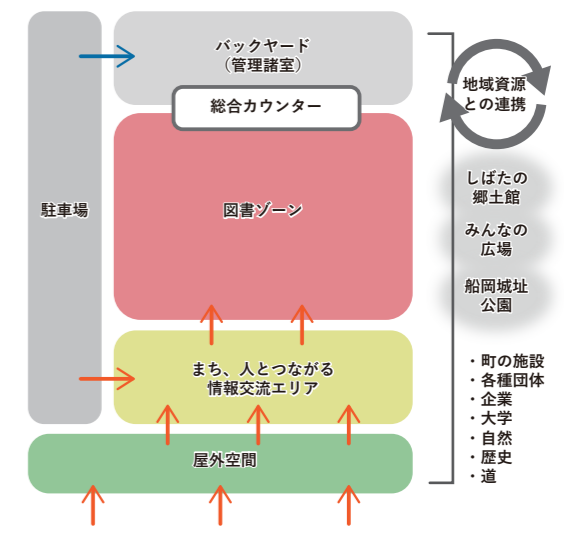 バックヤード
（管理諸室）
総合カウンター
駐車場
図書ゾーン
まち、人とつながる
情報交流エリア
屋外空間
地域資源
との連携
しばたの
郷土館
みんなの
広場
船岡城址
公園
・町の施設
・各種団体
・企業
・大学
・自然
・歴史
・道